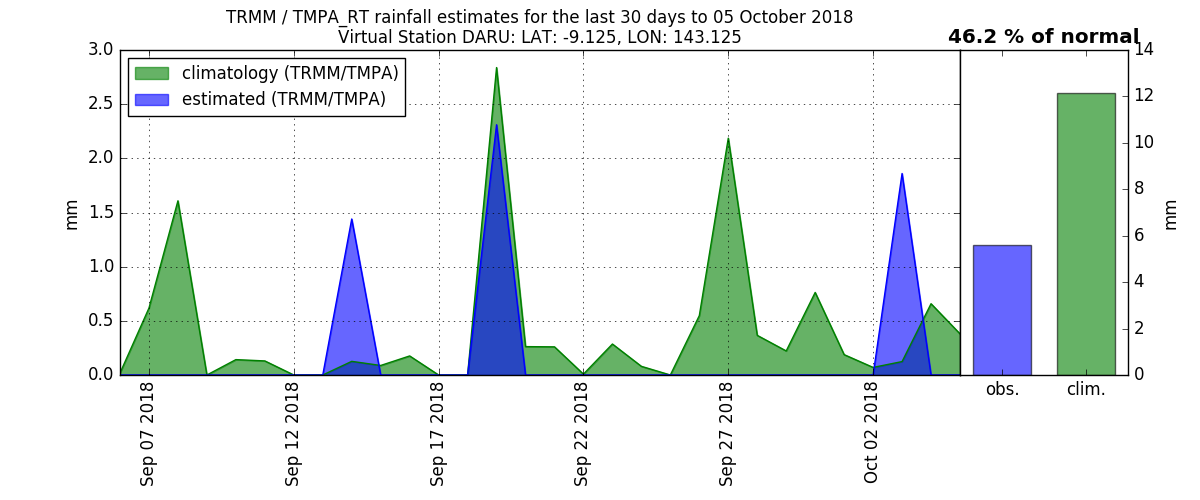 TRMM / TMPA_RT rainfall estimates for the last 30 days to 05 October 2018
Virtual Station DARU: LAT: -9.125, LON: 143.125
46.2 % of normal
climatology (TRMM/TMPA)
estimated (TRMM/TMPA)
mm
3.0
2.5
2.0
1.5
1.0
0.5
0.0
Sep 07 2018
Sep 12 2018
Sep 17 2018
Sep 22 2018
Sep 27 2018
Oct 02 2018
obs.
clim.
14
12
10
8
6
4
2
0
mm